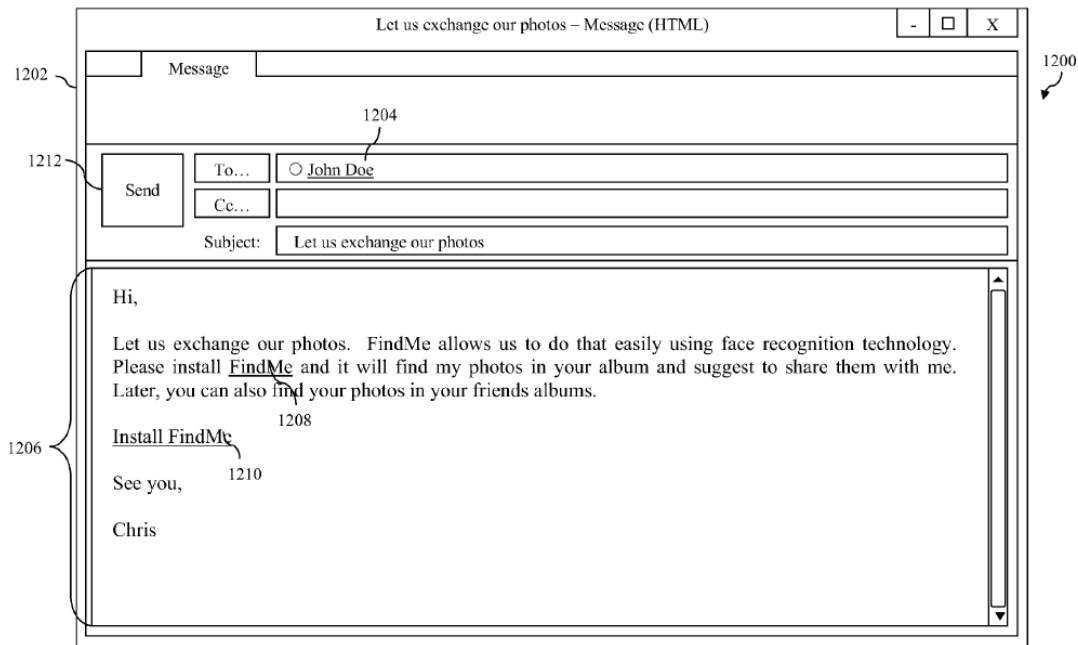 Let us exchange our photos – Message (HTML) - X
1202 Message 1200
1204
1212 Send To... John Doe
Cc...
Subject: Let us exchange our photos
Hi,
Let us exchange our photos. FindMe allows us to do that easily using face recognition technology.
Please install FindMe and it will find my photos in your album and suggest to share them with me.
Later, you can also find your photos in your friends albums.
1208
Install FindMe
1206
1210
See you,
Chris